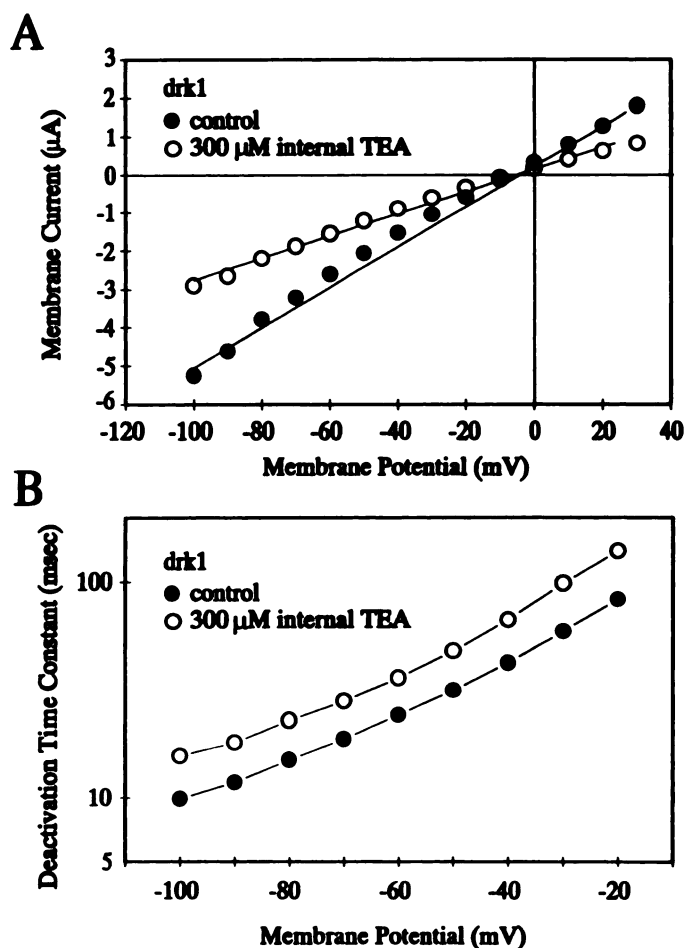 A
3
2
1
0
-1
-2
-3
-4
-5
-6
Membrane Current (μA)
drk1
control
300 μM internal TEA
-120 -100 -80 -60 -40 -20 0 20 40
Membrane Potential (mV)
B
100
10
5
Deactivation Time Constant (msec)
drk1
control
300 μM internal TEA
-100 -80 -60 -40 -20
Membrane Potential (mV)